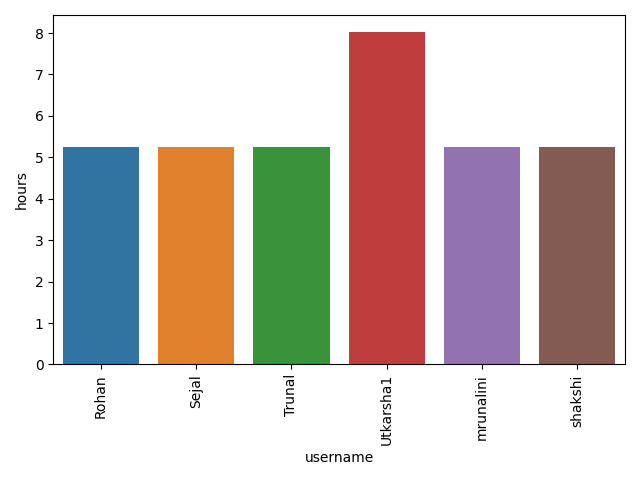 hours
8
7
6
5
4
3
2
1
0
Rohan
Sejal
Trunal
Utkarsha1
mrunalini
shakshi
username